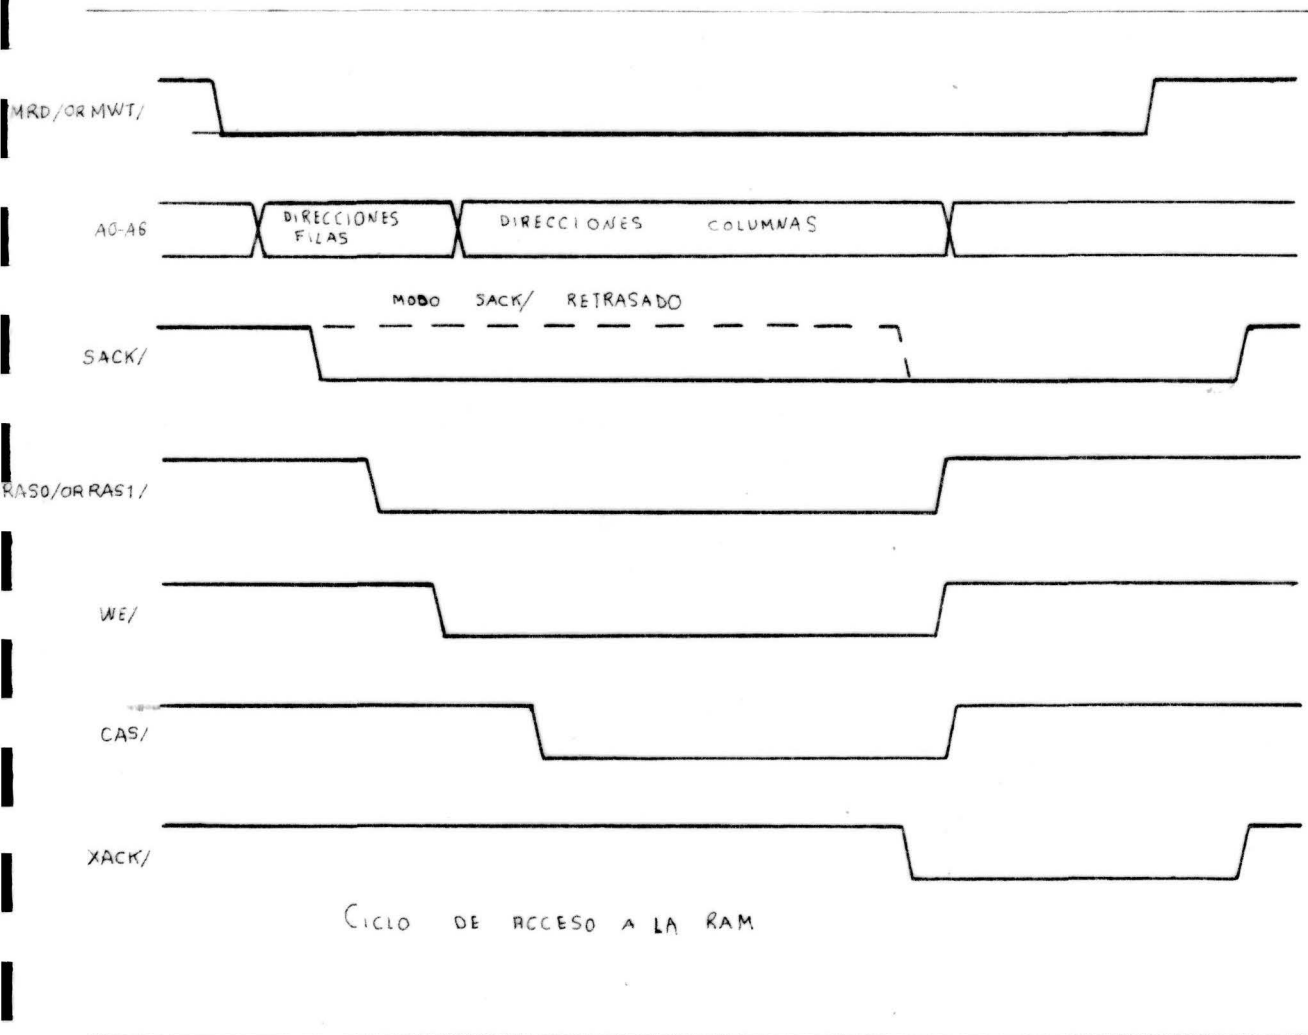 MRD/OR MWT/
A0-A6
DIRECCIONES
FILAS
DIRECCIONES COLUMNAS
MODO SACK/ RETRASADO
SACK/
RAS0/OR RAS1/
WE/
CAS/
XACK/
CICLO DE ACCESO A LA RAM